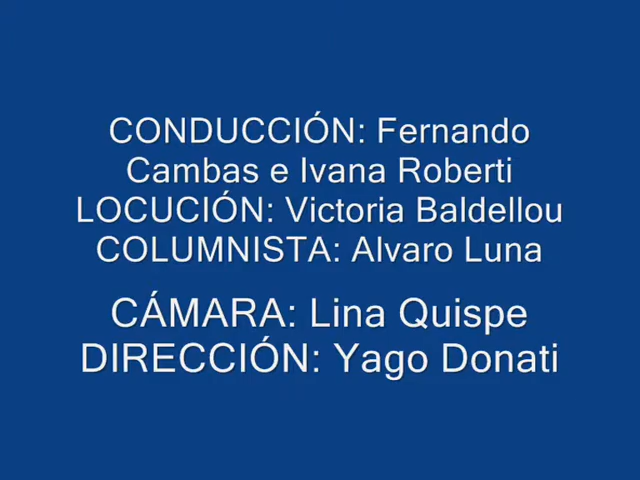 CONDUCCIÓN: Fernando
Cambas e Ivana Roberti
LOCUCIÓN: Victoria Baldellou
COLUMNISTA: Alvaro Luna
CÁMARA: Lina Quispe
DIRECCIÓN: Yago Donati